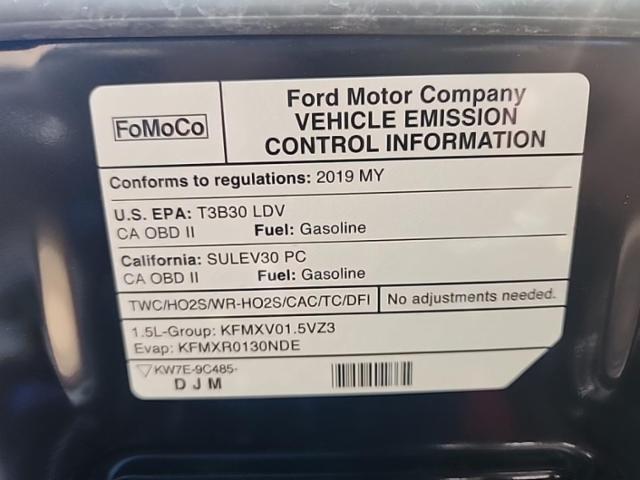 FoMoCo
Ford Motor Company
VEHICLE EMISSION
CONTROL INFORMATION
Conforms to regulations: 2019 MY
U.S. EPA: T3B30 LDV
CA OBD II Fuel: Gasoline
California: SULEV30 PC
CA OBD II Fuel: Gasoline
TWC/HO2S/WR-HO2S/CAC/TC/DFI No adjustments needed.
1.5L-Group: KFMXV01.5VZ3
Evap: KFMXR0130NDE
KW7E-9C485-
D J M